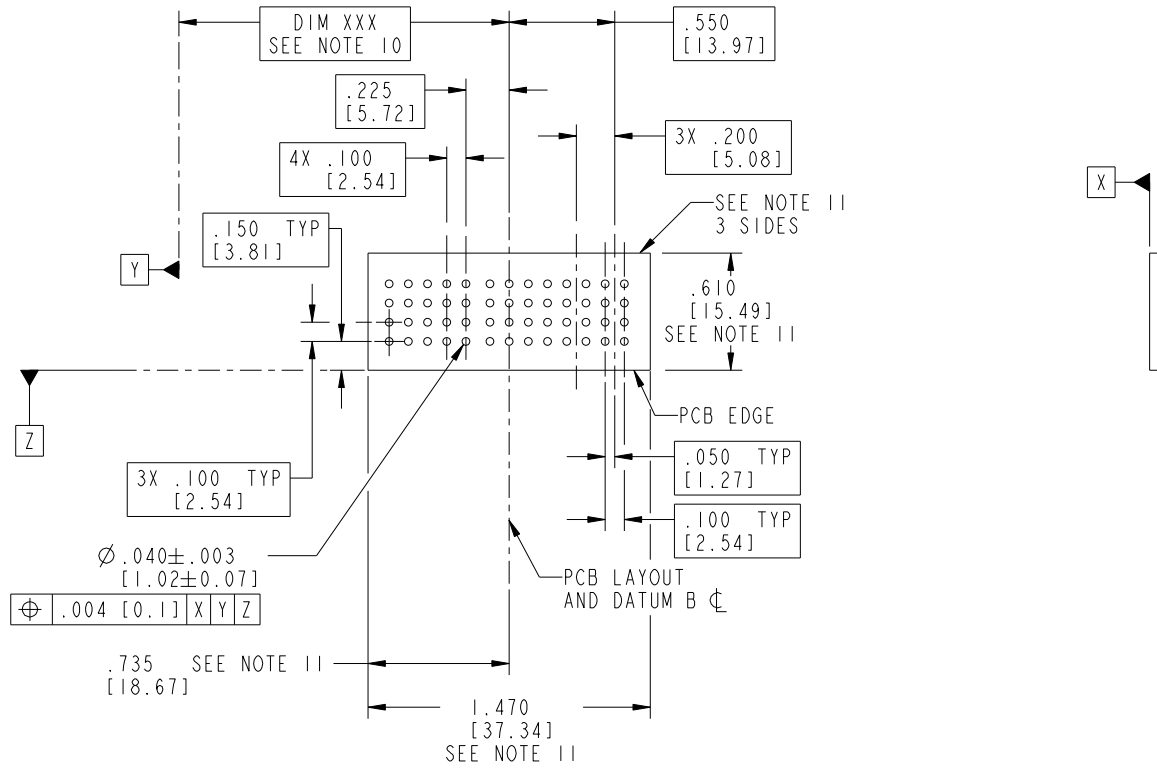 DIM XXX
SEE NOTE 10
.550
[13.97]
.225
[5.72]
3X .200
[5.08]
4X .100
[2.54]
X
SEE NOTE 11
3 SIDES
.150 TYP
[3.81]
Y
.610
[15.49]
SEE NOTE 11
Z
PCB EDGE
.050 TYP
[1.27]
3X .100 TYP
[2.54]
.100 TYP
[2.54]
Ø.040±.003
[1.02±0.07]
⌖ .004 [0.1] X Y Z
PCB LAYOUT
AND DATUM B ℄
.735 SEE NOTE 11
[18.67]
1.470
[37.34]
SEE NOTE 11